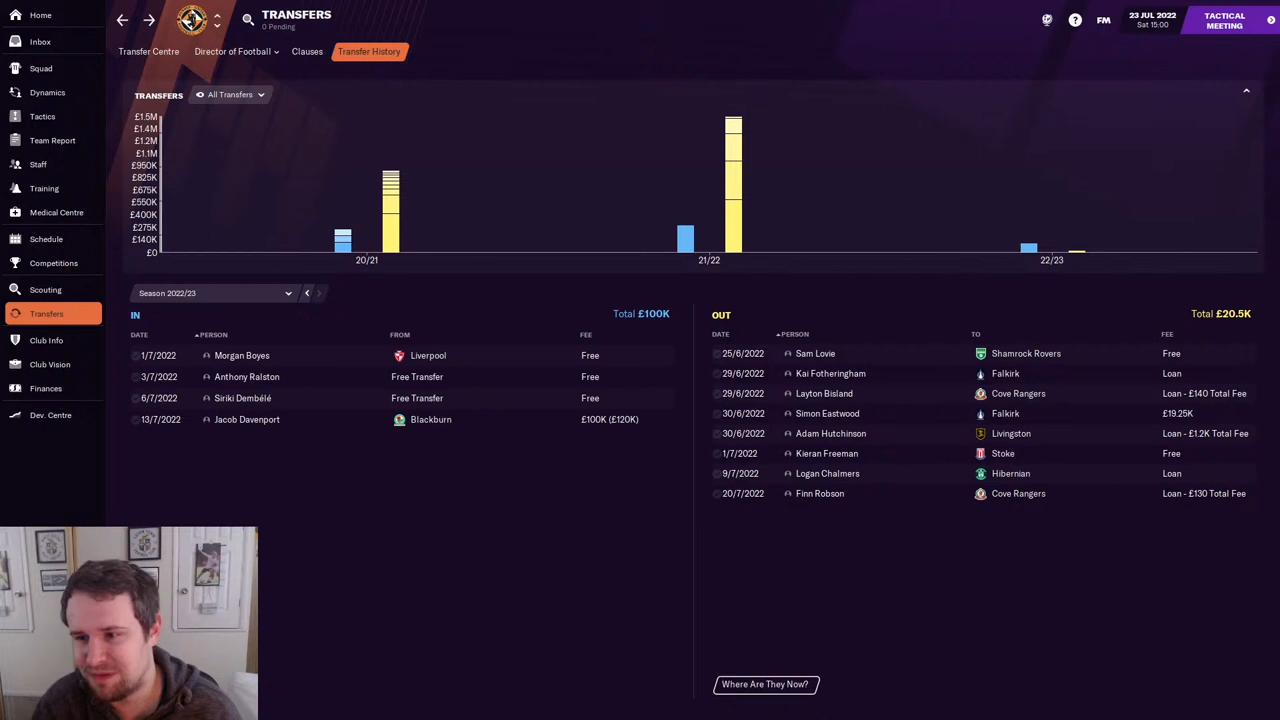 Home
Inbox
Squad
Dynamics
Tactics
Team Report
Staff
Training
Medical Centre
Schedule
Competitions
Scouting
Transfers
Club Info
Club Vision
Finances
Dev. Centre
TRANSFERS
0 Pending
FM
23 JUL 2022
Sat 15:00
TACTICAL
MEETING
Transfer Centre
Director of Football
Clauses
Transfer History
TRANSFERS
All Transfers
£1.5M
£1.4M
£1.2M
£1.1M
£950K
£825K
£675K
£550K
£400K
£275K
£140K
£0
20/21 21/22 22/23
Season 2022/23
IN Total £100K
DATE PERSON FROM FEE
1/7/2022 Morgan Boyes Liverpool Free
3/7/2022 Anthony Ralston Free Transfer Free
6/7/2022 Siriki Dembélé Free Transfer Free
13/7/2022 Jacob Davenport Blackburn £100K (£120K)
OUT Total £20.5K
DATE PERSON TO FEE
25/6/2022 Sam Lovie Shamrock Rovers Free
29/6/2022 Kai Fotheringham Falkirk Loan
29/6/2022 Layton Bisland Cove Rangers Loan - £140 Total Fee
30/6/2022 Simon Eastwood Falkirk £19.25K
30/6/2022 Adam Hutchinson Livingston Loan - £1.2K Total Fee
1/7/2022 Kieran Freeman Stoke Free
9/7/2022 Logan Chalmers Hibernian Loan
20/7/2022 Finn Robson Cove Rangers Loan - £130 Total Fee
Where Are They Now?